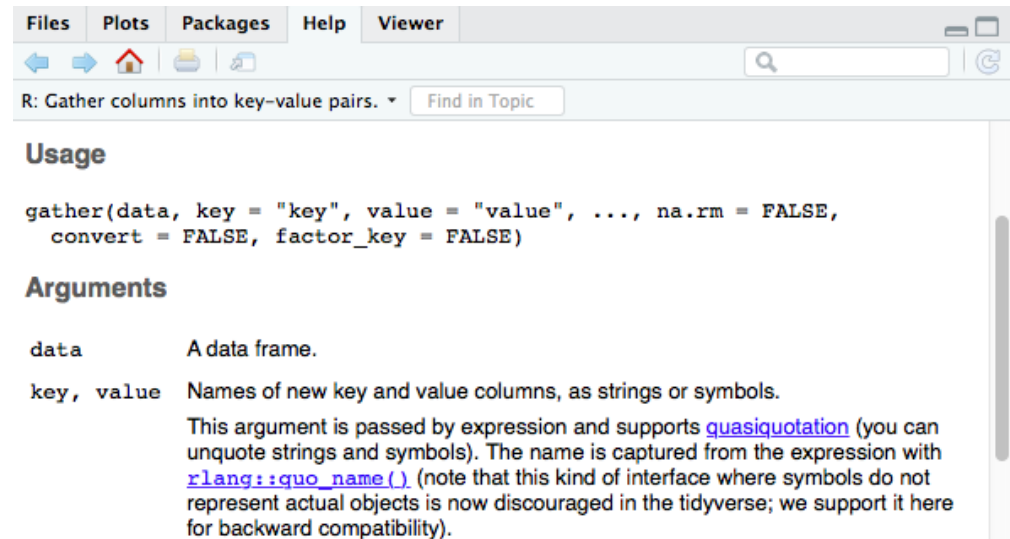 Files Plots Packages Help Viewer
R: Gather columns into key-value pairs. Find in Topic
Usage
gather(data, key = "key", value = "value", ..., na.rm = FALSE,
convert = FALSE, factor_key = FALSE)
Arguments
data A data frame.
key, value Names of new key and value columns, as strings or symbols.
This argument is passed by expression and supports quasiquotation (you can
unquote strings and symbols). The name is captured from the expression with
rlang::quo_name() (note that this kind of interface where symbols do not
represent actual objects is now discouraged in the tidyverse; we support it here
for backward compatibility).